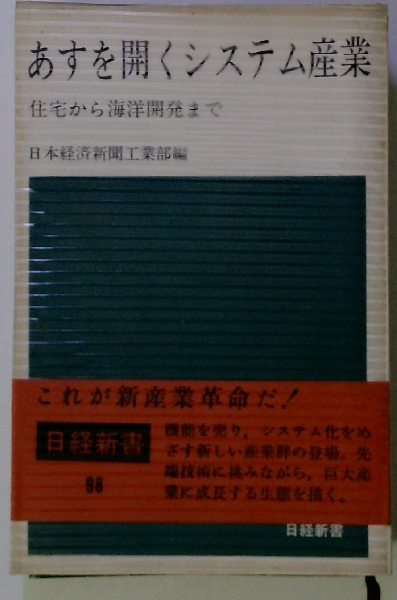 あすを開くシステム産業
住宅から海洋開発まで
日本経済新聞工業部編
これが新産業革命だ!
日経新書
98
機能を売り，システム化をめ
ざす新しい産業群の登場。先
端技術に挑みながら，巨大産
業に成長する生態を描く。
日経新書